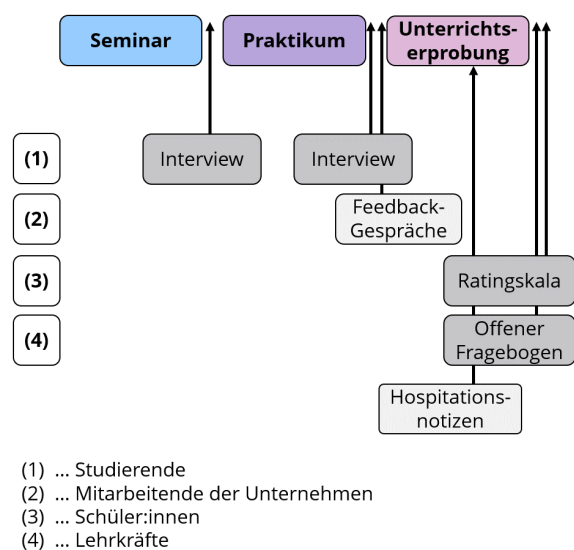 Seminar
Praktikum
Unterrichts-
erprobung
(1)
Interview
Interview
(2)
Feedback-
Gespräche
(3)
Ratingskala
(4)
Offener
Fragebogen
Hospitations-
notizen
(1) ... Studierende
(2) ... Mitarbeitende der Unternehmen
(3) ... Schüler:innen
(4) ... Lehrkräfte